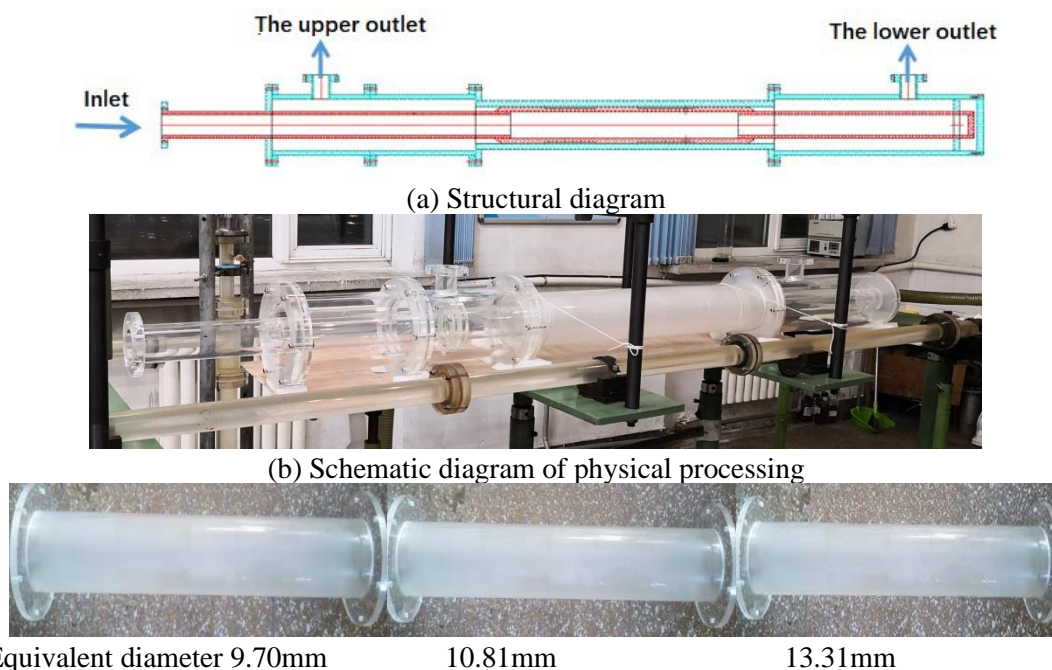 The upper outlet
The lower outlet
Inlet
(a) Structural diagram
(b) Schematic diagram of physical processing
quivalent diameter 9.70mm 10.81mm 13.31mm